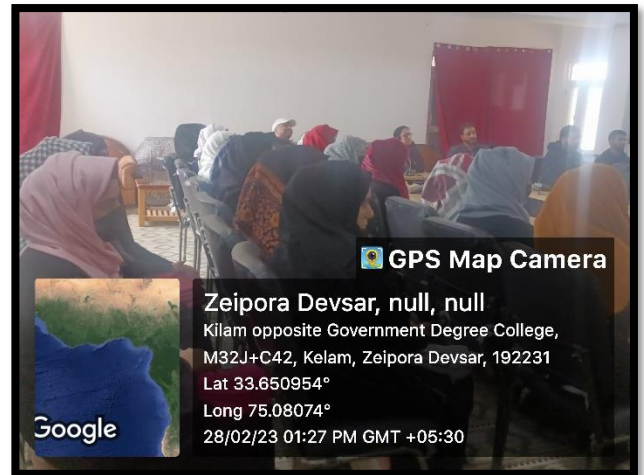 GPS Map Camera
Zeipora Devsar, null, null
Kilam opposite Government Degree College,
M32J+C42, Kelam, Zeipora Devsar, 192231
Lat 33.650954°
Long 75.08074°
28/02/23 01:27 PM GMT +05:30
Google